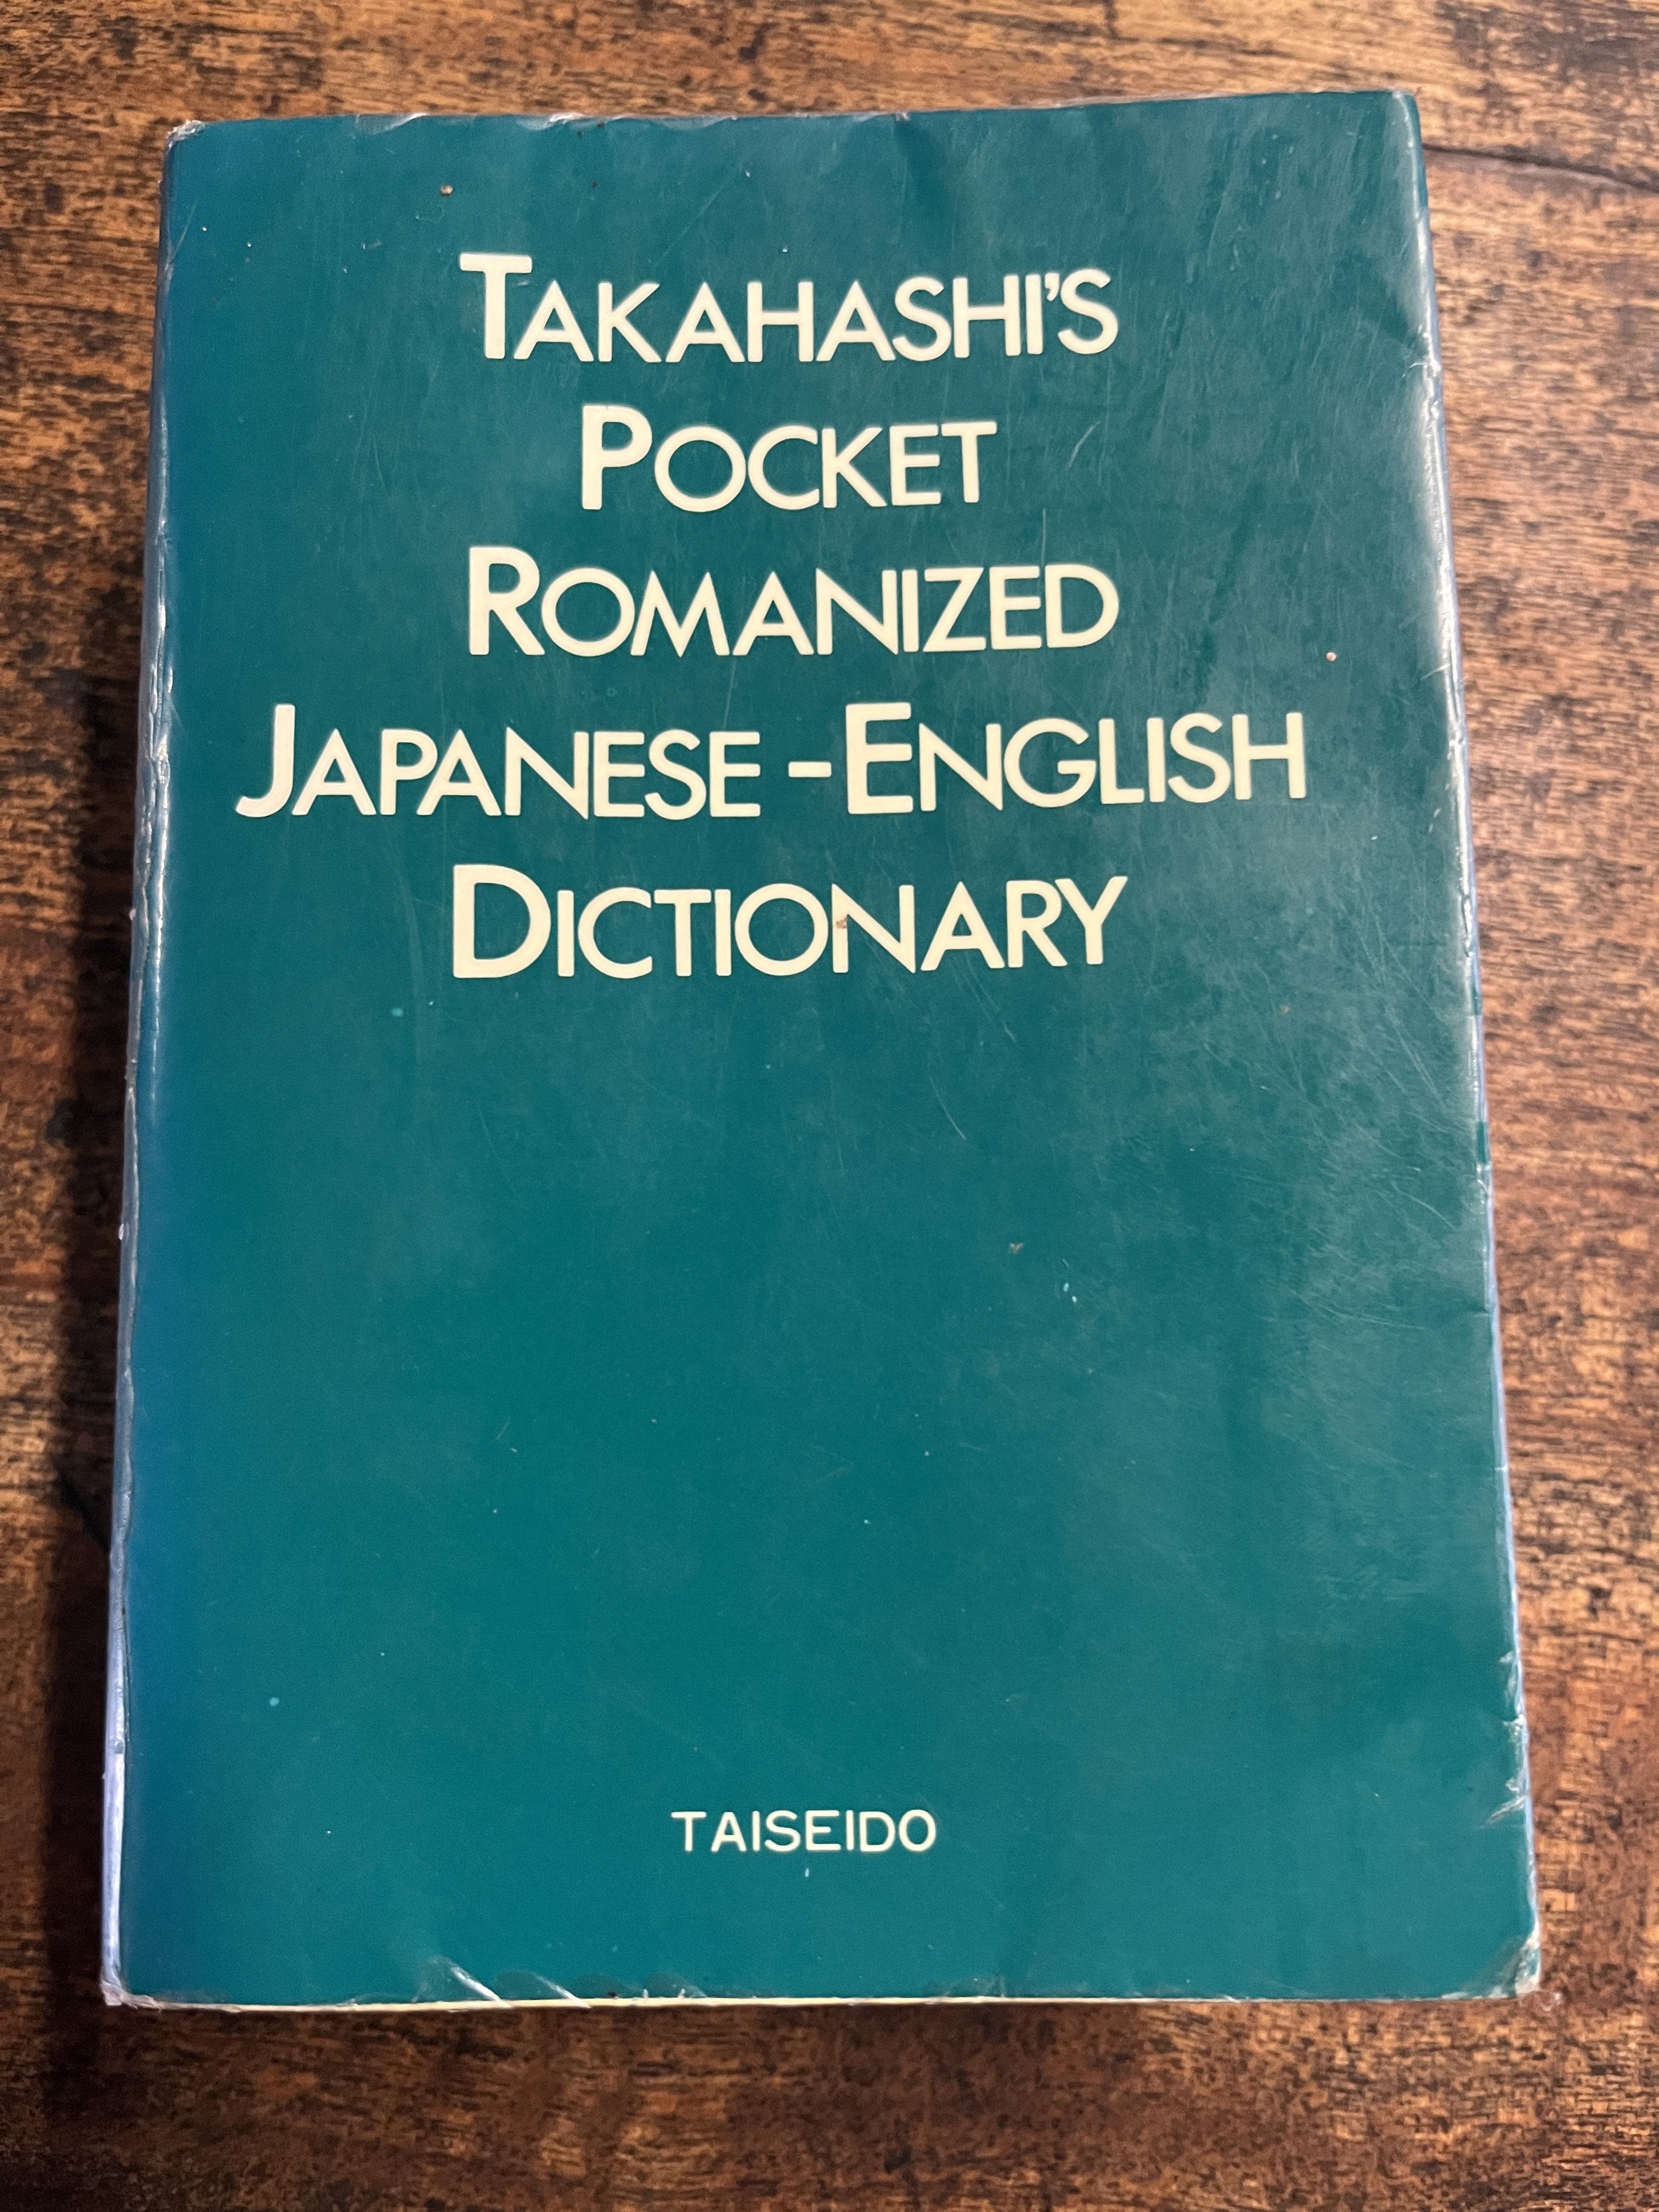 TAKAHASHI'S
POCKET
ROMANIZED
JAPANESE-ENGLISH
DICTIONARY
TAISEIDO